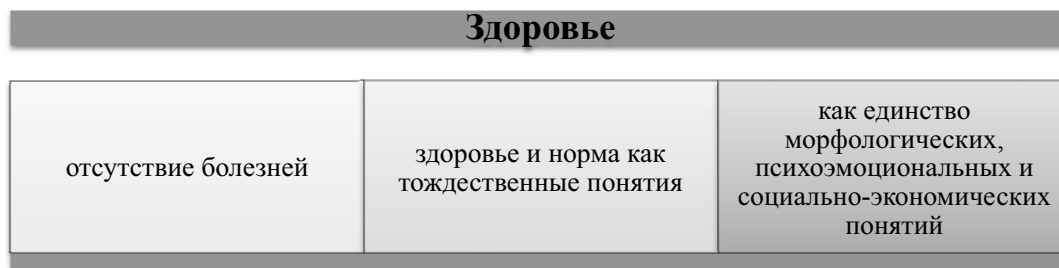 Здоровье
отсутствие болезней
здоровье и норма как
тождественные понятия
как единство
морфологических,
психоэмоциональных и
социально-экономических
понятий